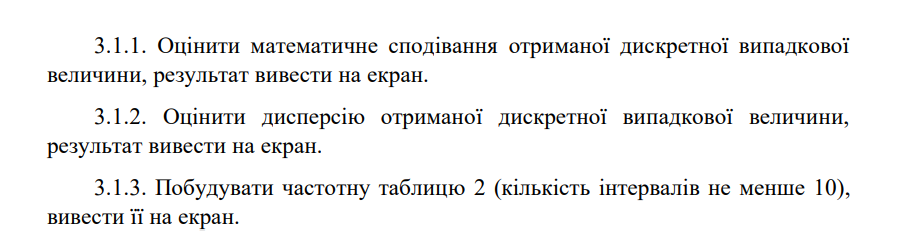 3.1.1. Оцінити математичне сподівання отриманої дискретної випадкової
величини, результат вивести на екран.
3.1.2. Оцінити дисперсію отриманої дискретної випадкової величини,
результат вивести на екран.
3.1.3. Побудувати частотну таблицю 2 (кількість інтервалів не менше 10),
вивести її на екран.